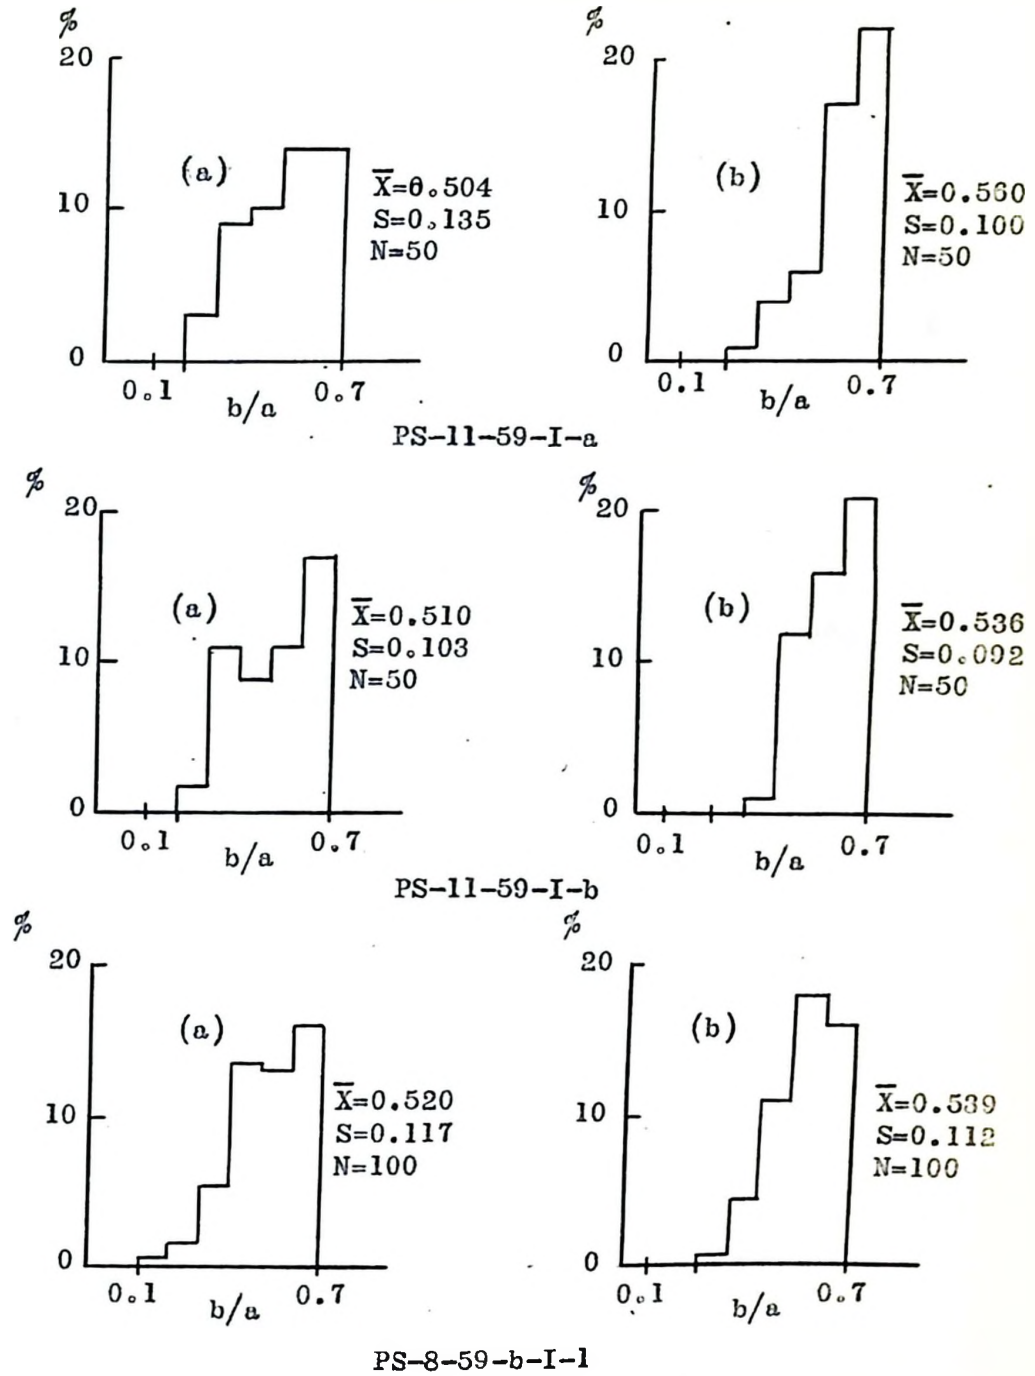 %
20
10
0
(a)
X̅=0.504
S=0.135
N=50
0.1
0.7
b/a
%
20
10
0
(b)
X̅=0.560
S=0.100
N=50
0.1
0.7
b/a
PS-11-59-I-a
%
20
10
0
(a)
X̅=0.510
S=0.103
N=50
0.1
0.7
b/a
%
20
10
0
(b)
X̅=0.536
S=0.092
N=50
0.1
0.7
b/a
PS-11-59-I-b
%
20
10
0
(a)
X̅=0.520
S=0.117
N=100
0.1
0.7
b/a
%
20
10
0
(b)
X̅=0.539
S=0.112
N=100
0.1
0.7
b/a
PS-8-59-b-I-1